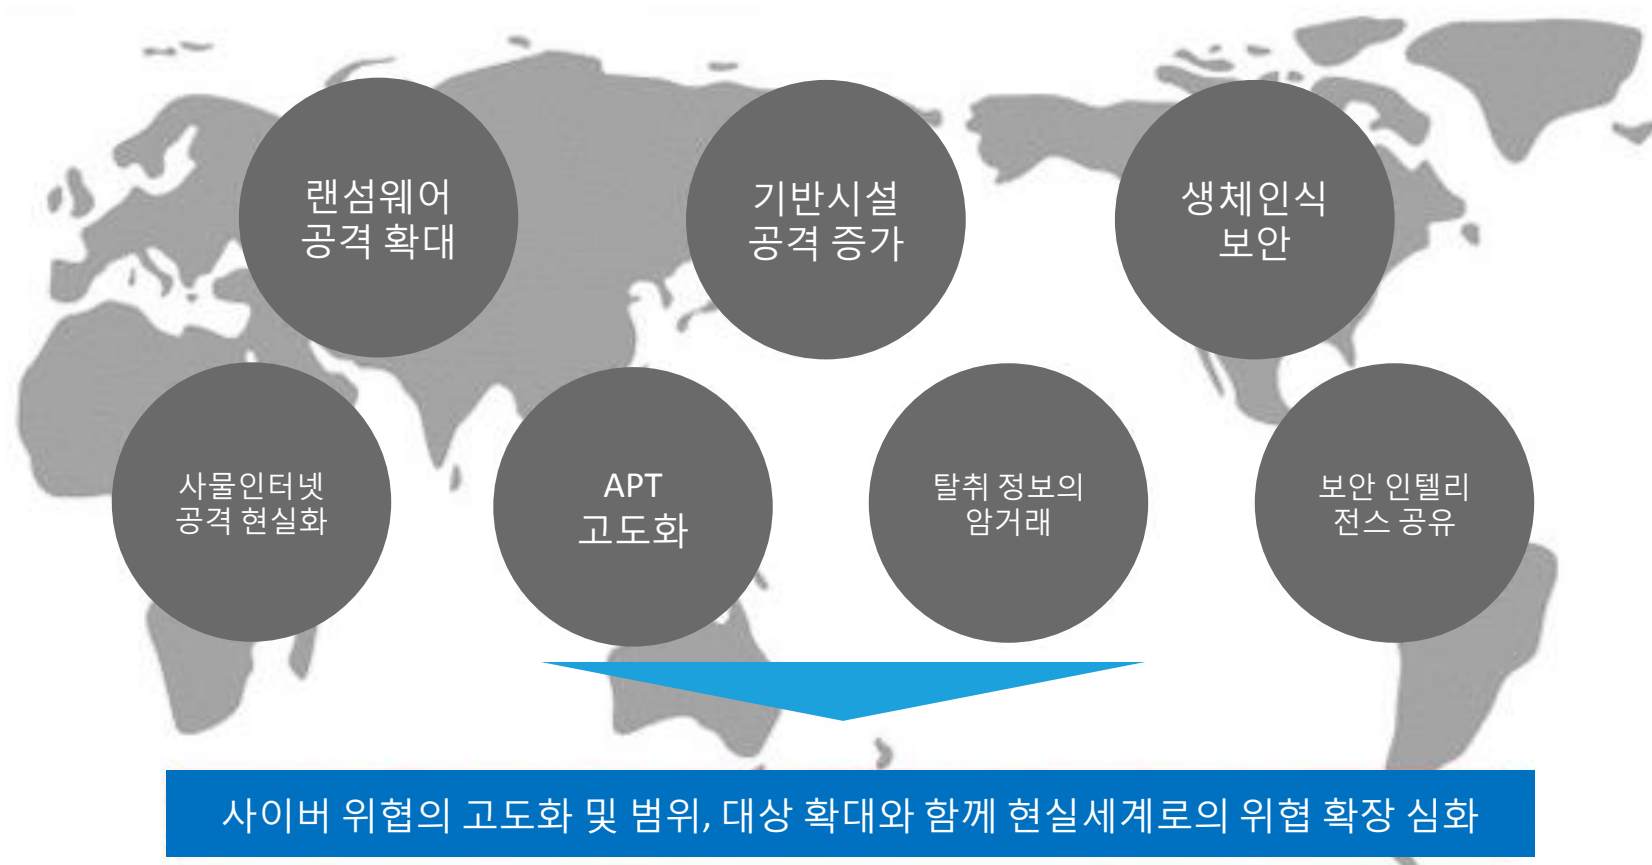 랜섬웨어
공격 확대
기반시설
공격 증가
생체인식
보안
사물인터넷
공격 현실화
APT
고도화
탈취 정보의
암거래
보안 인텔리
전스 공유
사이버 위협의 고도화 및 범위, 대상 확대와 함께 현실세계로의 위협 확장 심화